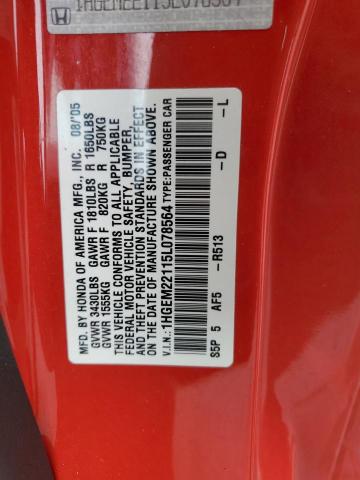 1HGEM22115L078564
MFD. BY HONDA OF AMERICA MFG., INC. 08/'05
GVWR 3430LBS GAWR F 1810LBS R 1650LBS
GVWR 1555KG GAWR F 820KG R 750KG
THIS VEHICLE CONFORMS TO ALL APPLICABLE
FEDERAL MOTOR VEHICLE SAFETY, BUMPER,
AND THEFT PREVENTION STANDARDS IN EFFECT
ON THE DATE OF MANUFACTURE SHOWN ABOVE.
V.I.N.:1HGEM22115L078564 TYPE:PASSENGER CAR
S5P 5 AF5 -R513 -D -L